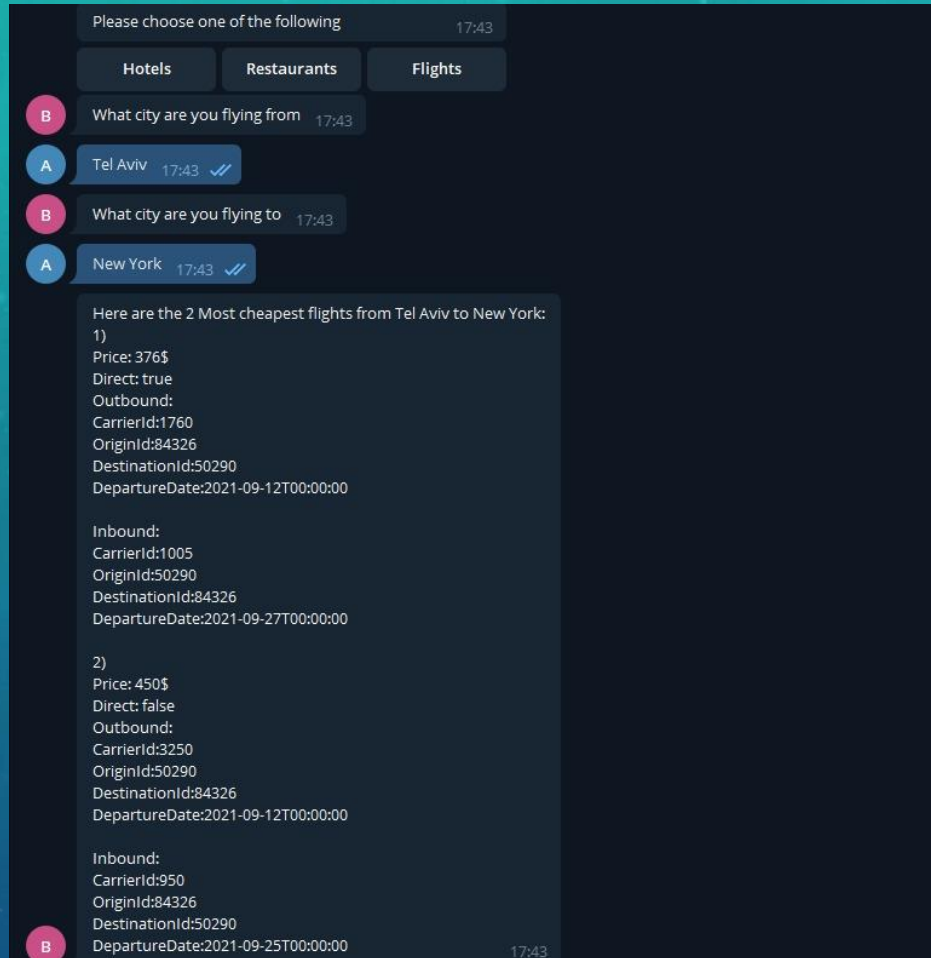 Please choose one of the following 17:43
Hotels Restaurants Flights
B What city are you flying from 17:43
A Tel Aviv 17:43
B What city are you flying to 17:43
A New York 17:43
Here are the 2 Most cheapest flights from Tel Aviv to New York:
1)
Price: 376$
Direct: true
Outbound:
CarrierId:1760
OriginId:84326
DestinationId:50290
DepartureDate:2021-09-12T00:00:00
Inbound:
CarrierId:1005
OriginId:50290
DestinationId:84326
DepartureDate:2021-09-27T00:00:00
2)
Price: 450$
Direct: false
Outbound:
CarrierId:3250
OriginId:50290
DestinationId:84326
DepartureDate:2021-09-12T00:00:00
Inbound:
CarrierId:950
OriginId:84326
DestinationId:50290
B DepartureDate:2021-09-25T00:00:00 17:43